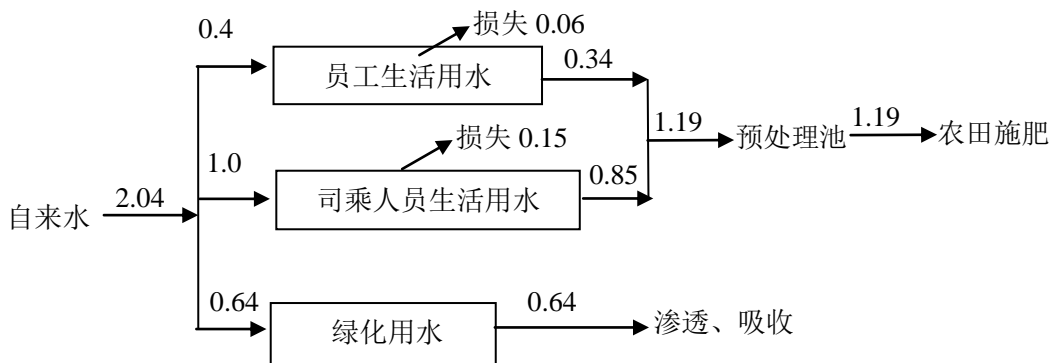 损失 0.06
0.4
员工生活用水
0.34
1.19
预处理池
1.19
农田施肥
损失 0.15
1.0
司乘人员生活用水
0.85
自来水
2.04
0.64
绿化用水
0.64
渗透、吸收